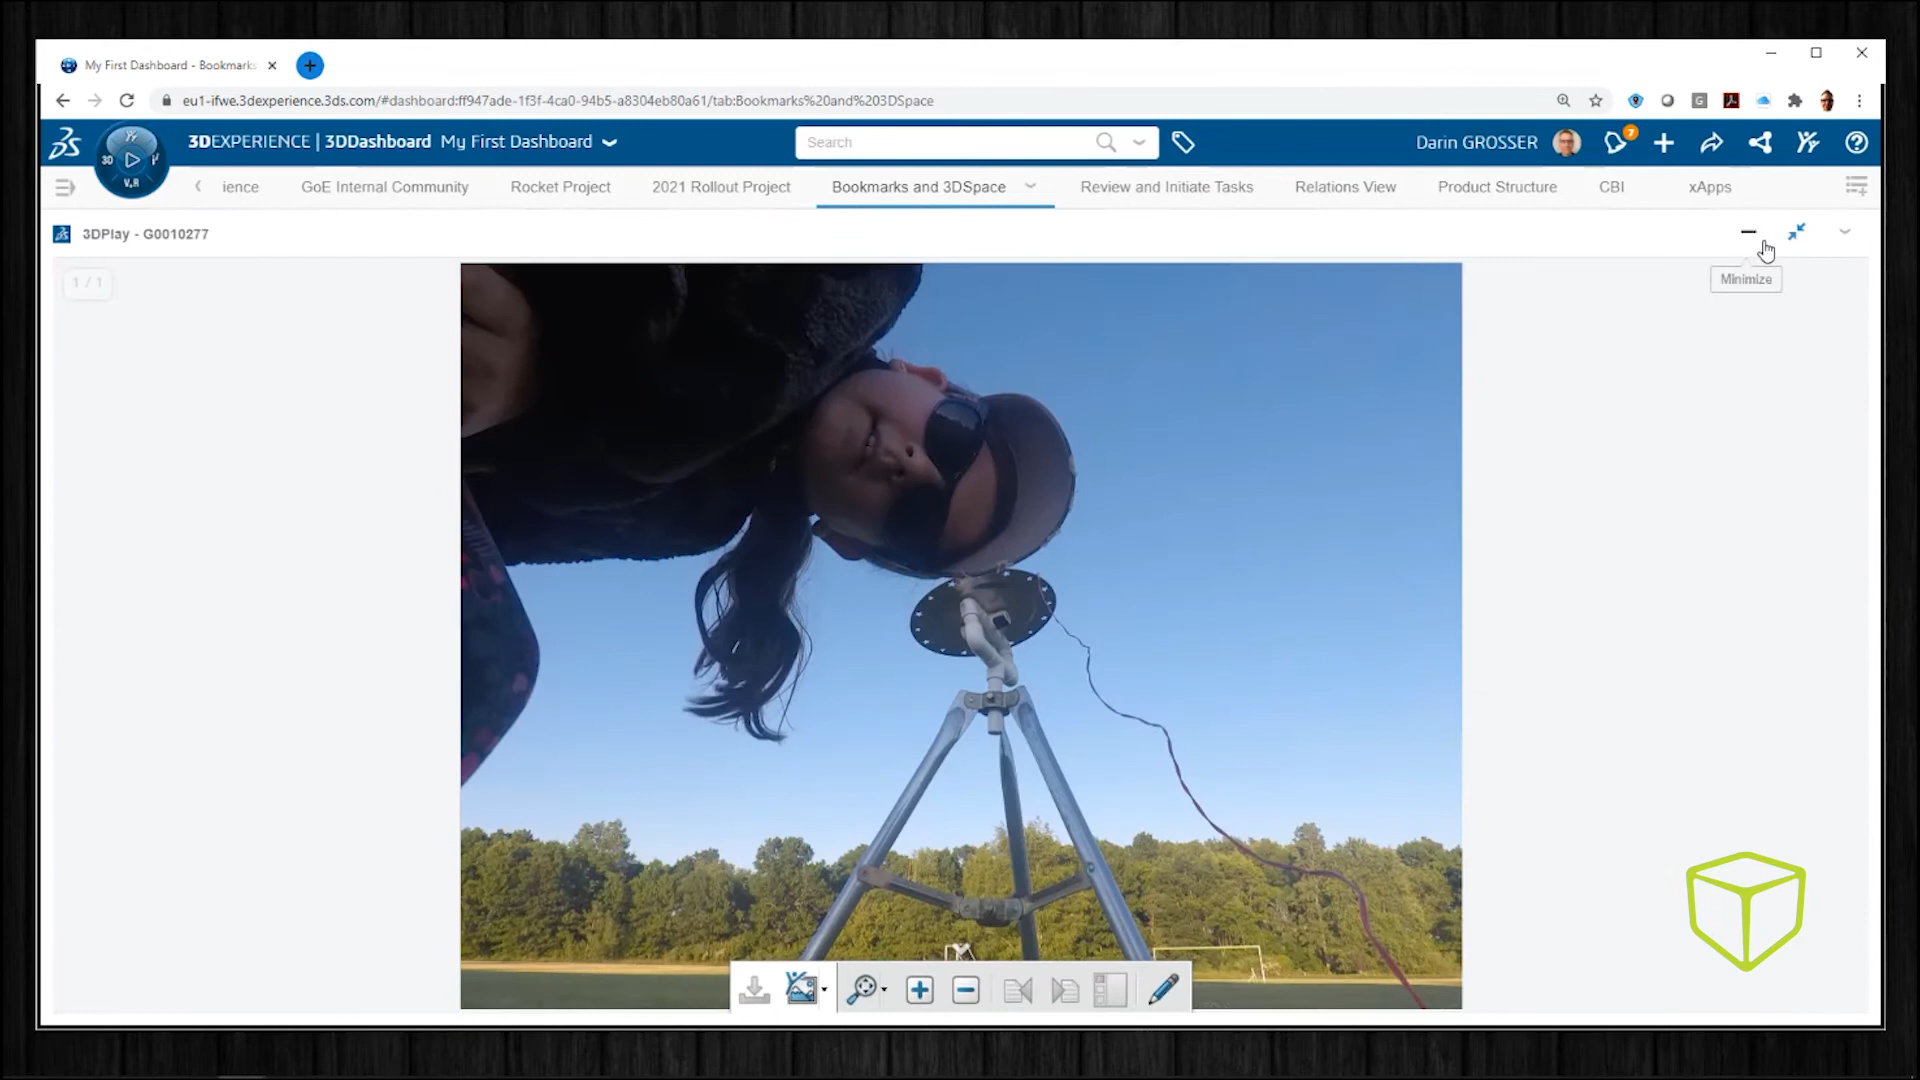 My First Dashboard - Bookmarks
eu1-ifwe.3dexperience.3ds.com/#dashboard:ff947ade-1f3f-4ca0-94b5-a8304eb80a61/tab:Bookmarks%20and%203DSpace
3DEXPERIENCE | 3DDashboard My First Dashboard
Search
Darin GROSSER
7
3D
V.R
ience
GoE Internal Community
Rocket Project
2021 Rollout Project
Bookmarks and 3DSpace
Review and Initiate Tasks
Relations View
Product Structure
CBI
xApps
3DPlay - G0010277
Minimize
1 / 1